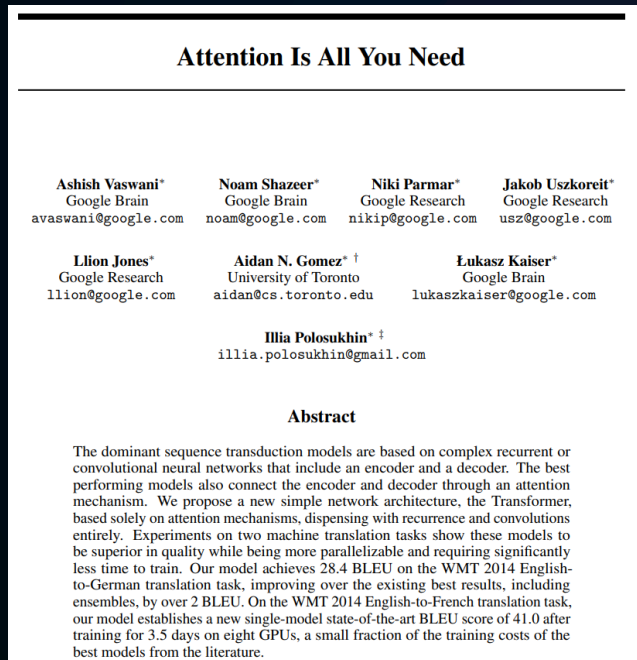 Attention Is All You Need
Ashish Vaswani* Noam Shazeer* Niki Parmar* Jakob Uszkoreit*
Google Brain Google Brain Google Research Google Research
avaswani@google.com noam@google.com nikip@google.com usz@google.com
Llion Jones* Aidan N. Gomez* † Łukasz Kaiser*
Google Research University of Toronto Google Brain
llion@google.com aidan@cs.toronto.edu lukaszkaiser@google.com
Illia Polosukhin* ‡
illia.polosukhin@gmail.com
Abstract
The dominant sequence transduction models are based on complex recurrent or
convolutional neural networks that include an encoder and a decoder. The best
performing models also connect the encoder and decoder through an attention
mechanism. We propose a new simple network architecture, the Transformer,
based solely on attention mechanisms, dispensing with recurrence and convolutions
entirely. Experiments on two machine translation tasks show these models to
be superior in quality while being more parallelizable and requiring significantly
less time to train. Our model achieves 28.4 BLEU on the WMT 2014 English-
to-German translation task, improving over the existing best results, including
ensembles, by over 2 BLEU. On the WMT 2014 English-to-French translation task,
our model establishes a new single-model state-of-the-art BLEU score of 41.0 after
training for 3.5 days on eight GPUs, a small fraction of the training costs of the
best models from the literature.